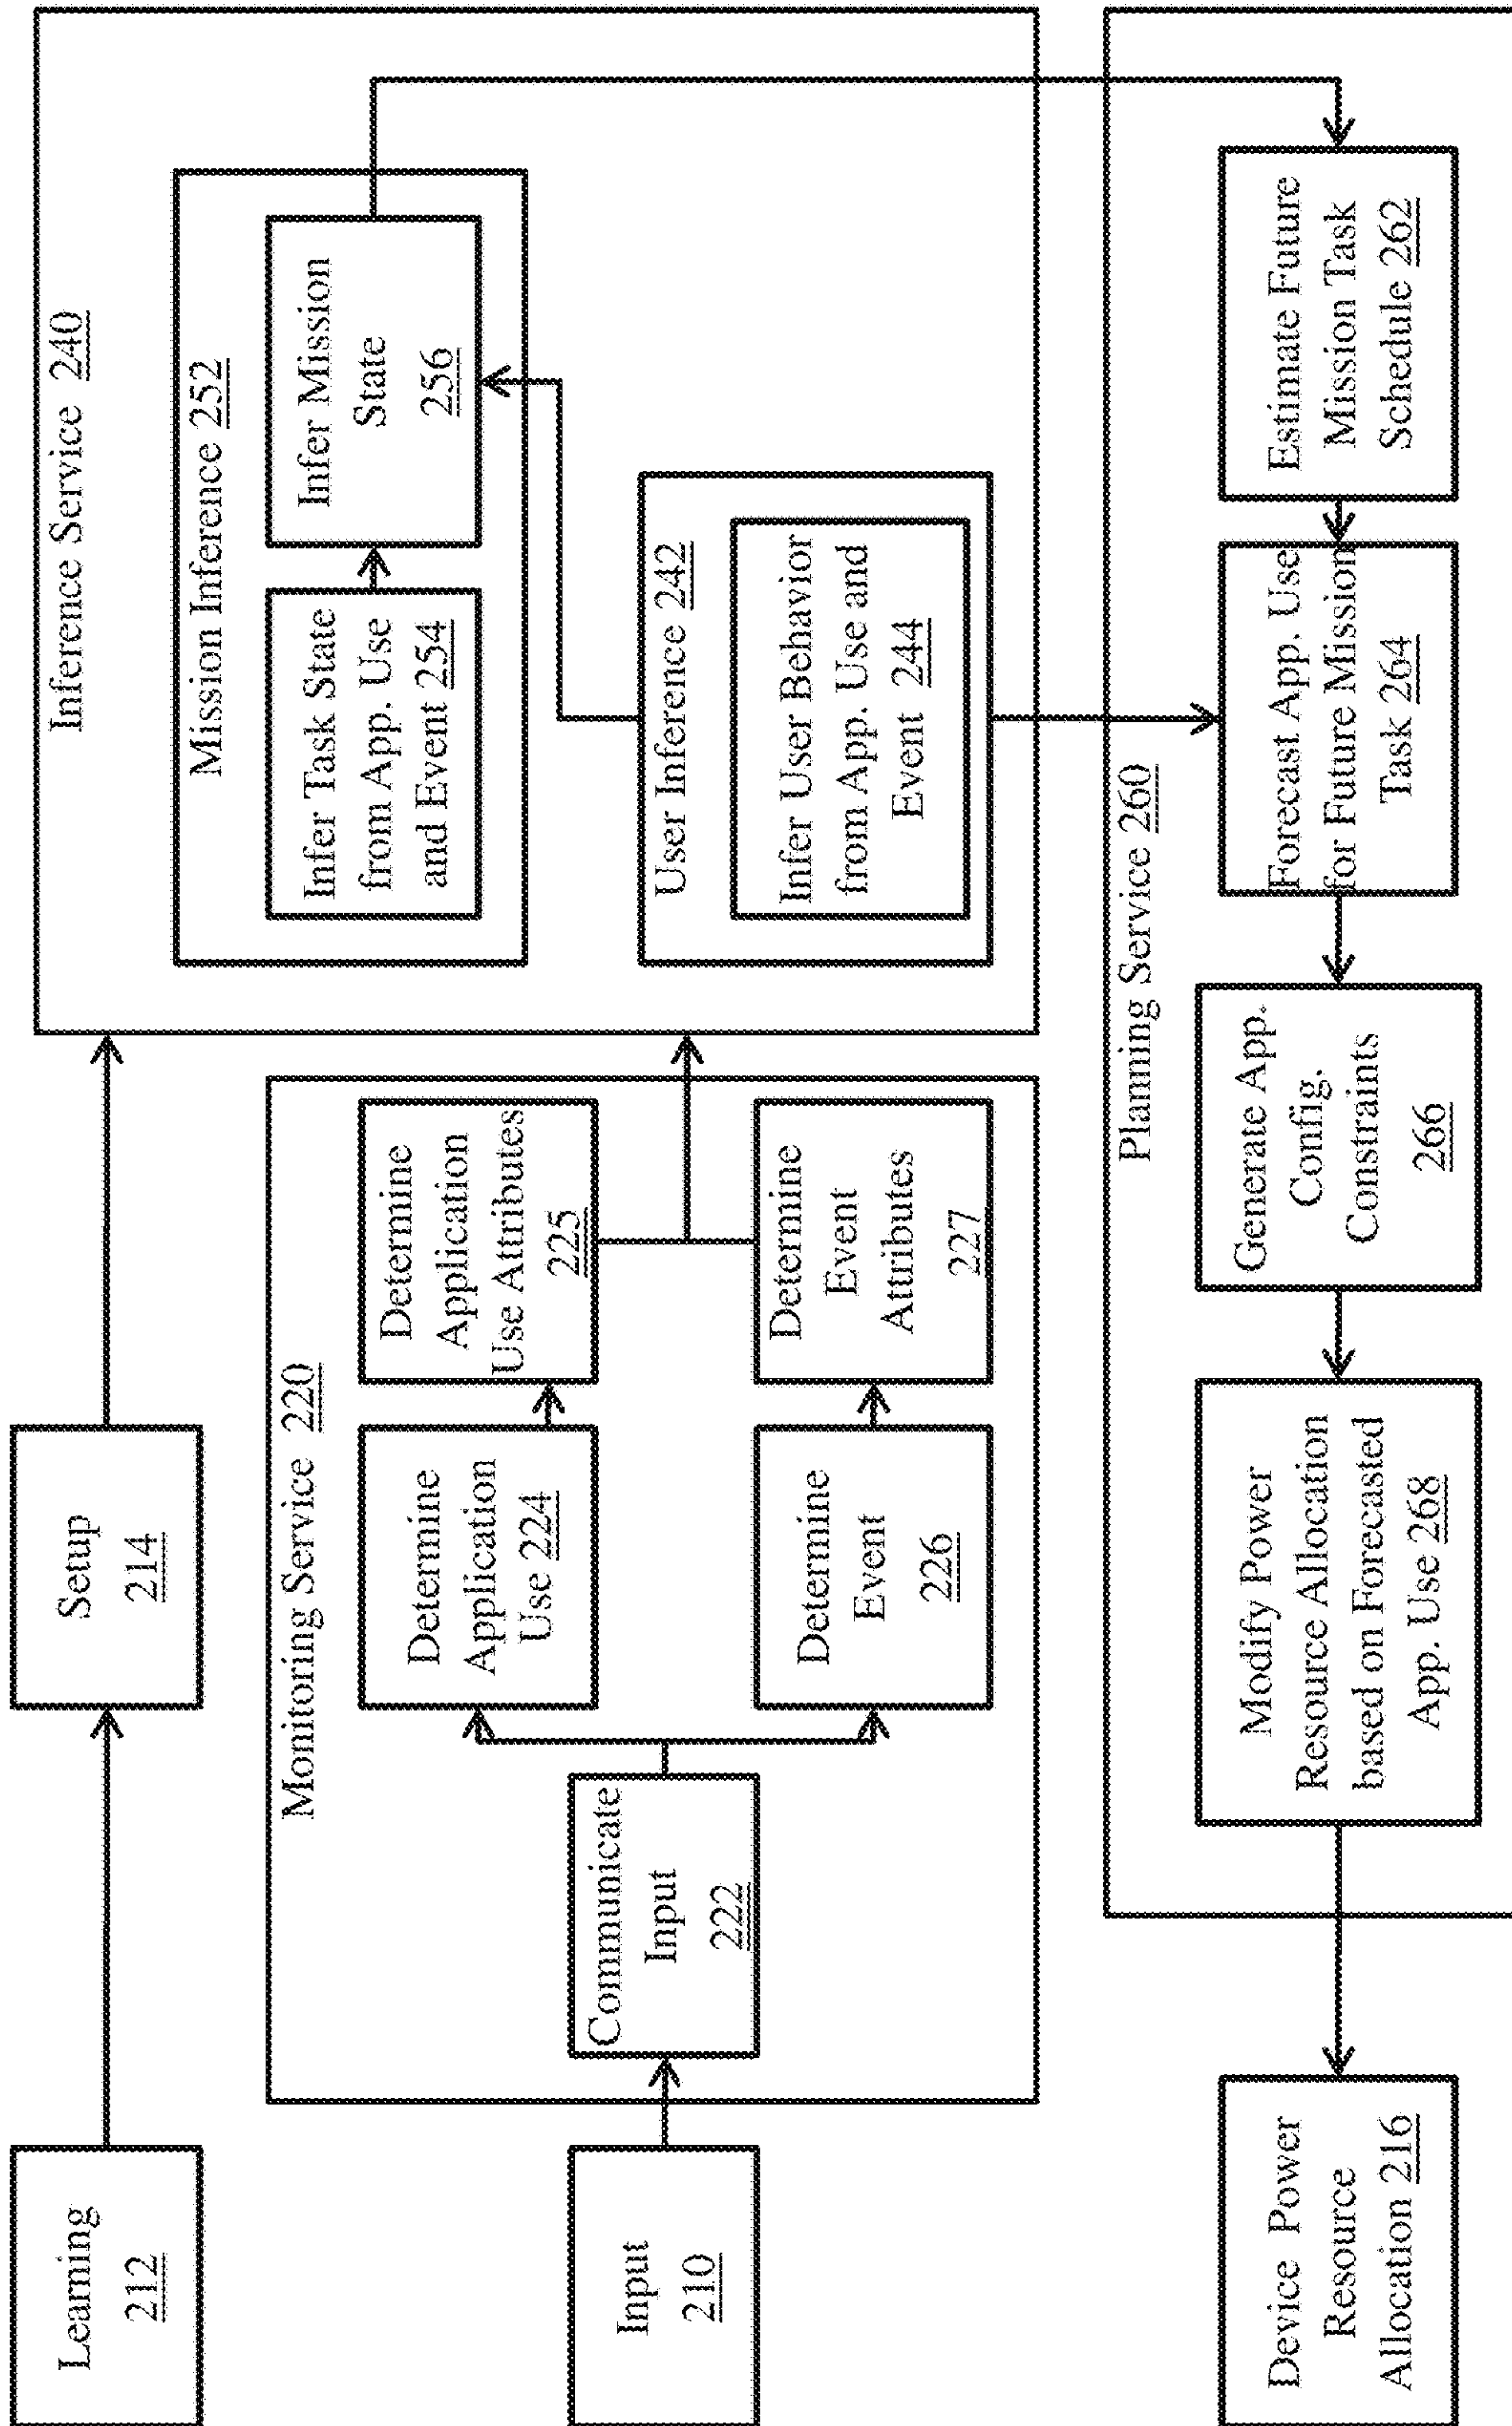 Learning
212
Setup
214
Input
210
Monitoring Service 220
Communicate
Input
222
Determine
Application
Use 224
Determine
Application
Use Attributes
225
Determine
Event
226
Determine
Event
Attributes
227
Inference Service 240
Mission Inference 252
Infer Task State
from App. Use
and Event 254
Infer Mission
State
256
User Inference 242
Infer User Behavior
from App. Use and
Event 244
Planning Service 260
Estimate Future
Mission Task
Schedule 262
Forecast App. Use
for Future Mission
Task 264
Generate App.
Config.
Constraints
266
Modify Power
Resource Allocation
based on Forecasted
App. Use 268
Device Power
Resource
Allocation 216